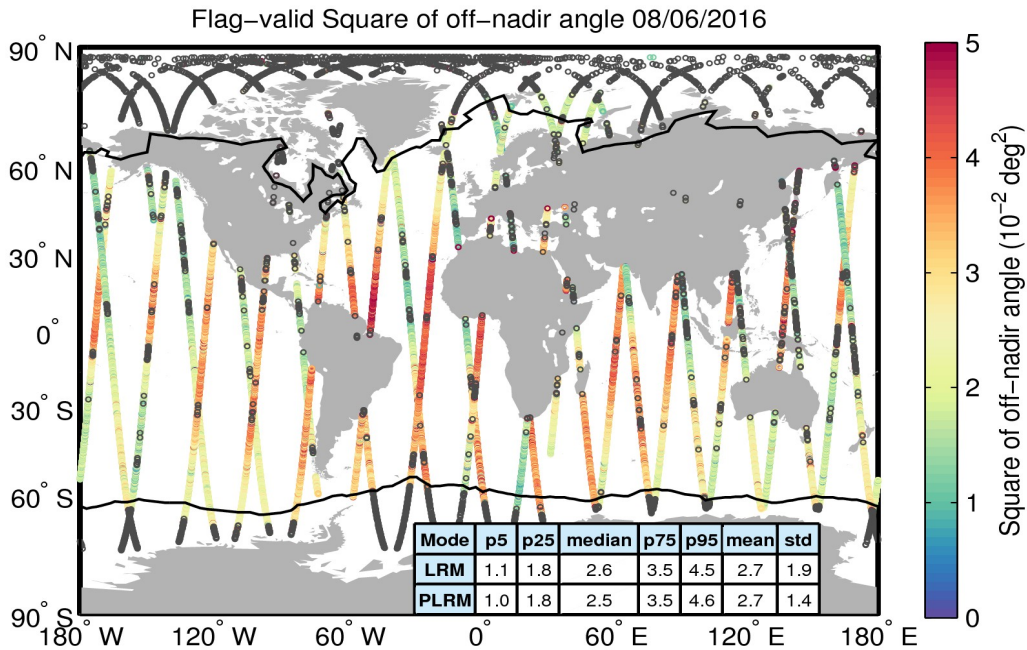 Flag−valid Square of off−nadir angle 08/06/2016
90° N
60° N
30° N
0°
30° S
60° S
90° S
180° W
120° W
60° W
0°
60° E
120° E
180° E
Mode p5 p25 median p75 p95 mean std
LRM 1.1 1.8 2.6 3.5 4.5 2.7 1.9
PLRM 1.0 1.8 2.5 3.5 4.6 2.7 1.4
5
4
3
2
1
0
Square of off−nadir angle (10⁻² deg²)